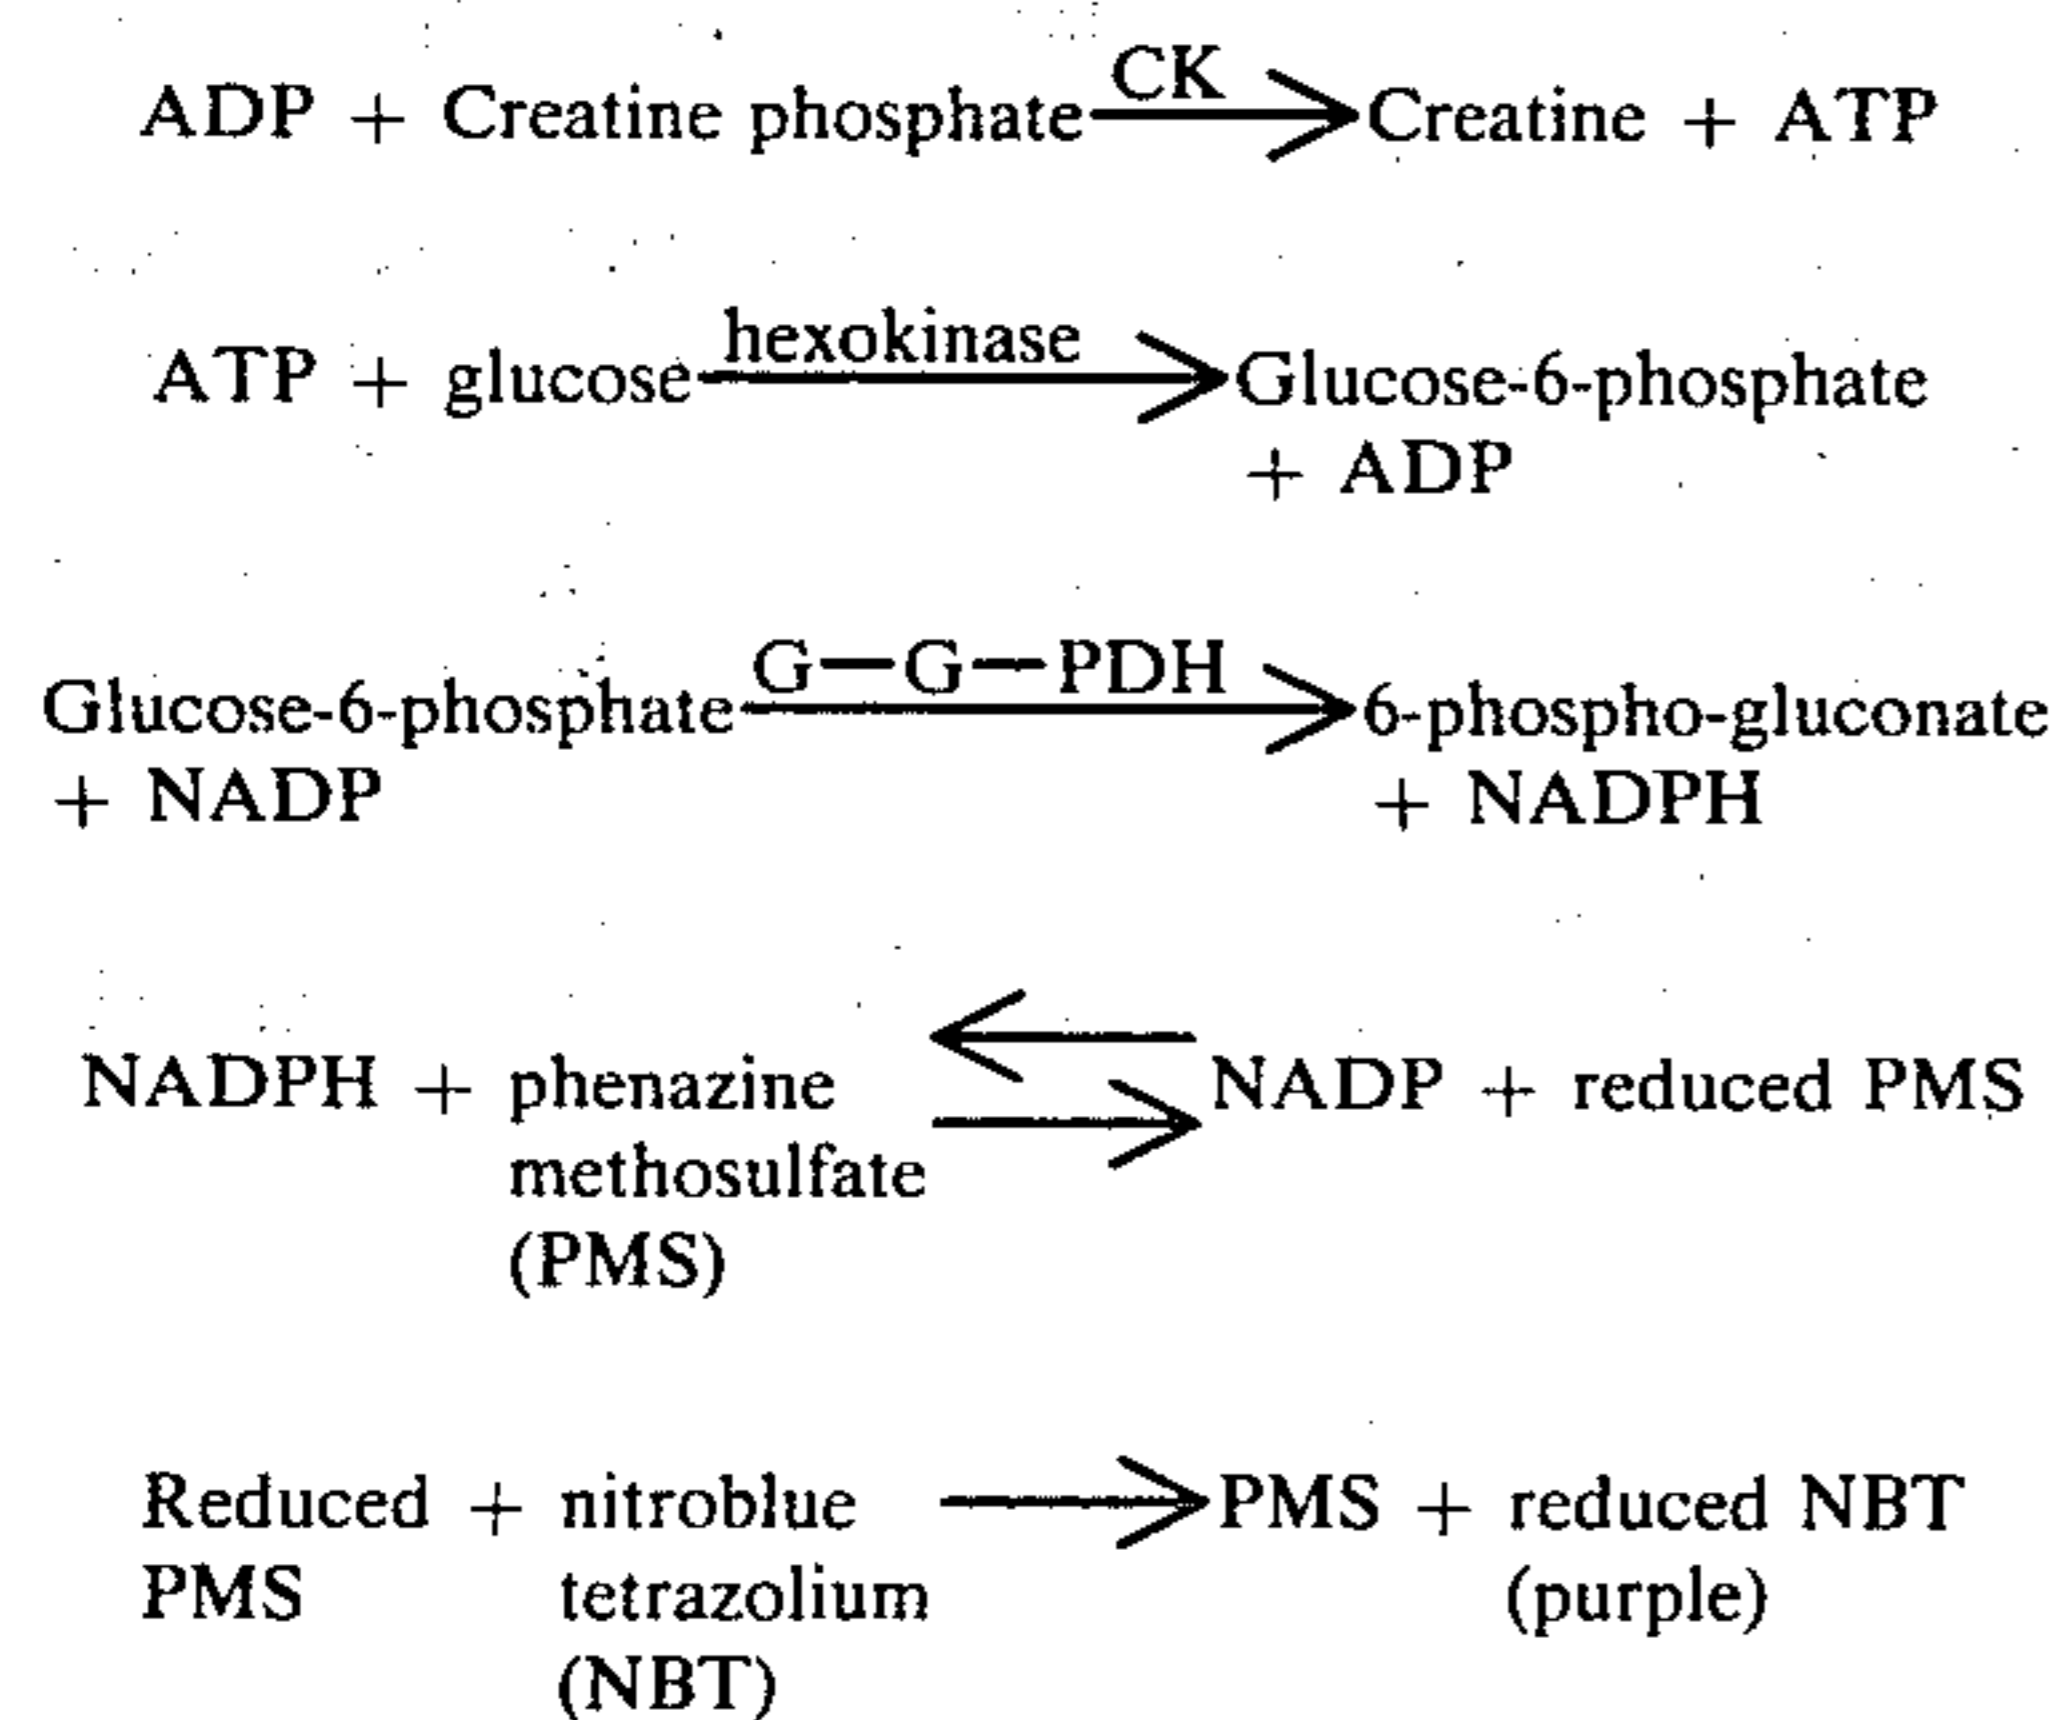 CK
ADP + Creatine phosphate Creatine + ATP
hexokinase
ATP + glucose Glucose-6-phosphate
+ ADP
G—G—PDH
Glucose-6-phosphate 6-phospho-gluconate
+ NADP + NADPH
NADPH + phenazine NADP + reduced PMS
methosulfate
(PMS)
Reduced + nitroblue PMS + reduced NBT
PMS tetrazolium (purple)
(NBT)